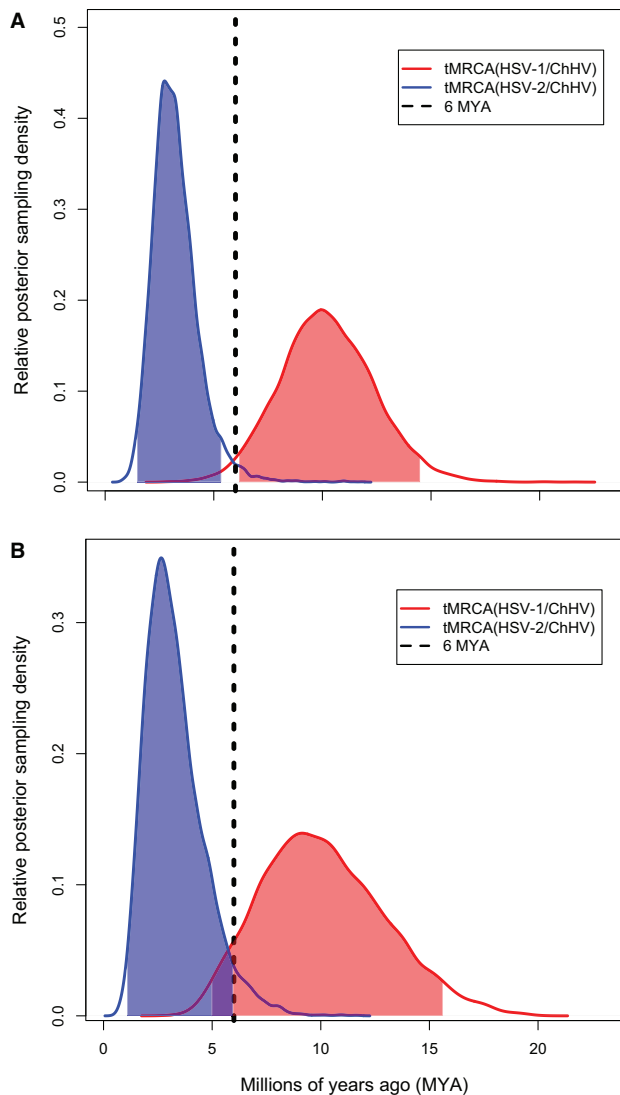 A
0.5
0.4
0.3
0.2
0.1
0.0
Relative posterior sampling density
tMRCA(HSV-1/ChHV)
tMRCA(HSV-2/ChHV)
6 MYA
B
0.3
0.2
0.1
0.0
Relative posterior sampling density
tMRCA(HSV-1/ChHV)
tMRCA(HSV-2/ChHV)
6 MYA
0 5 10 15 20
Millions of years ago (MYA)